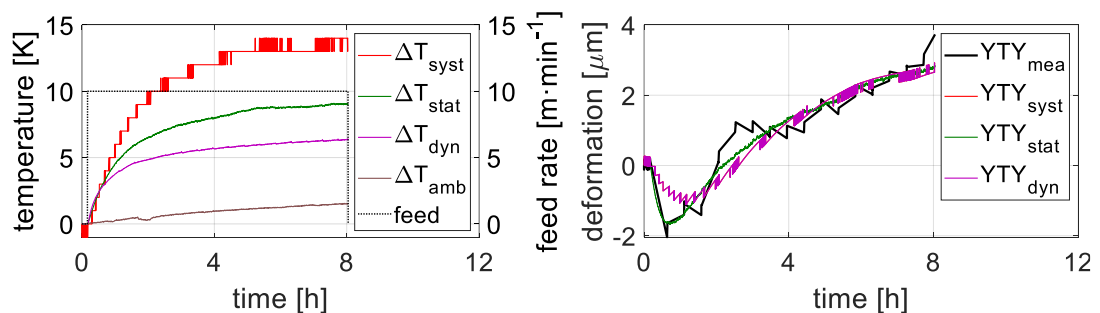 temperature [K]
15
10
5
0
0
4
8
12
time [h]
ΔT_syst
ΔT_stat
ΔT_dyn
ΔT_amb
feed
15
10
5
0
feed rate [m·min⁻¹]
deformation [μm]
4
2
0
-2
0
4
8
12
time [h]
YTY_mea
YTY_syst
YTY_stat
YTY_dyn